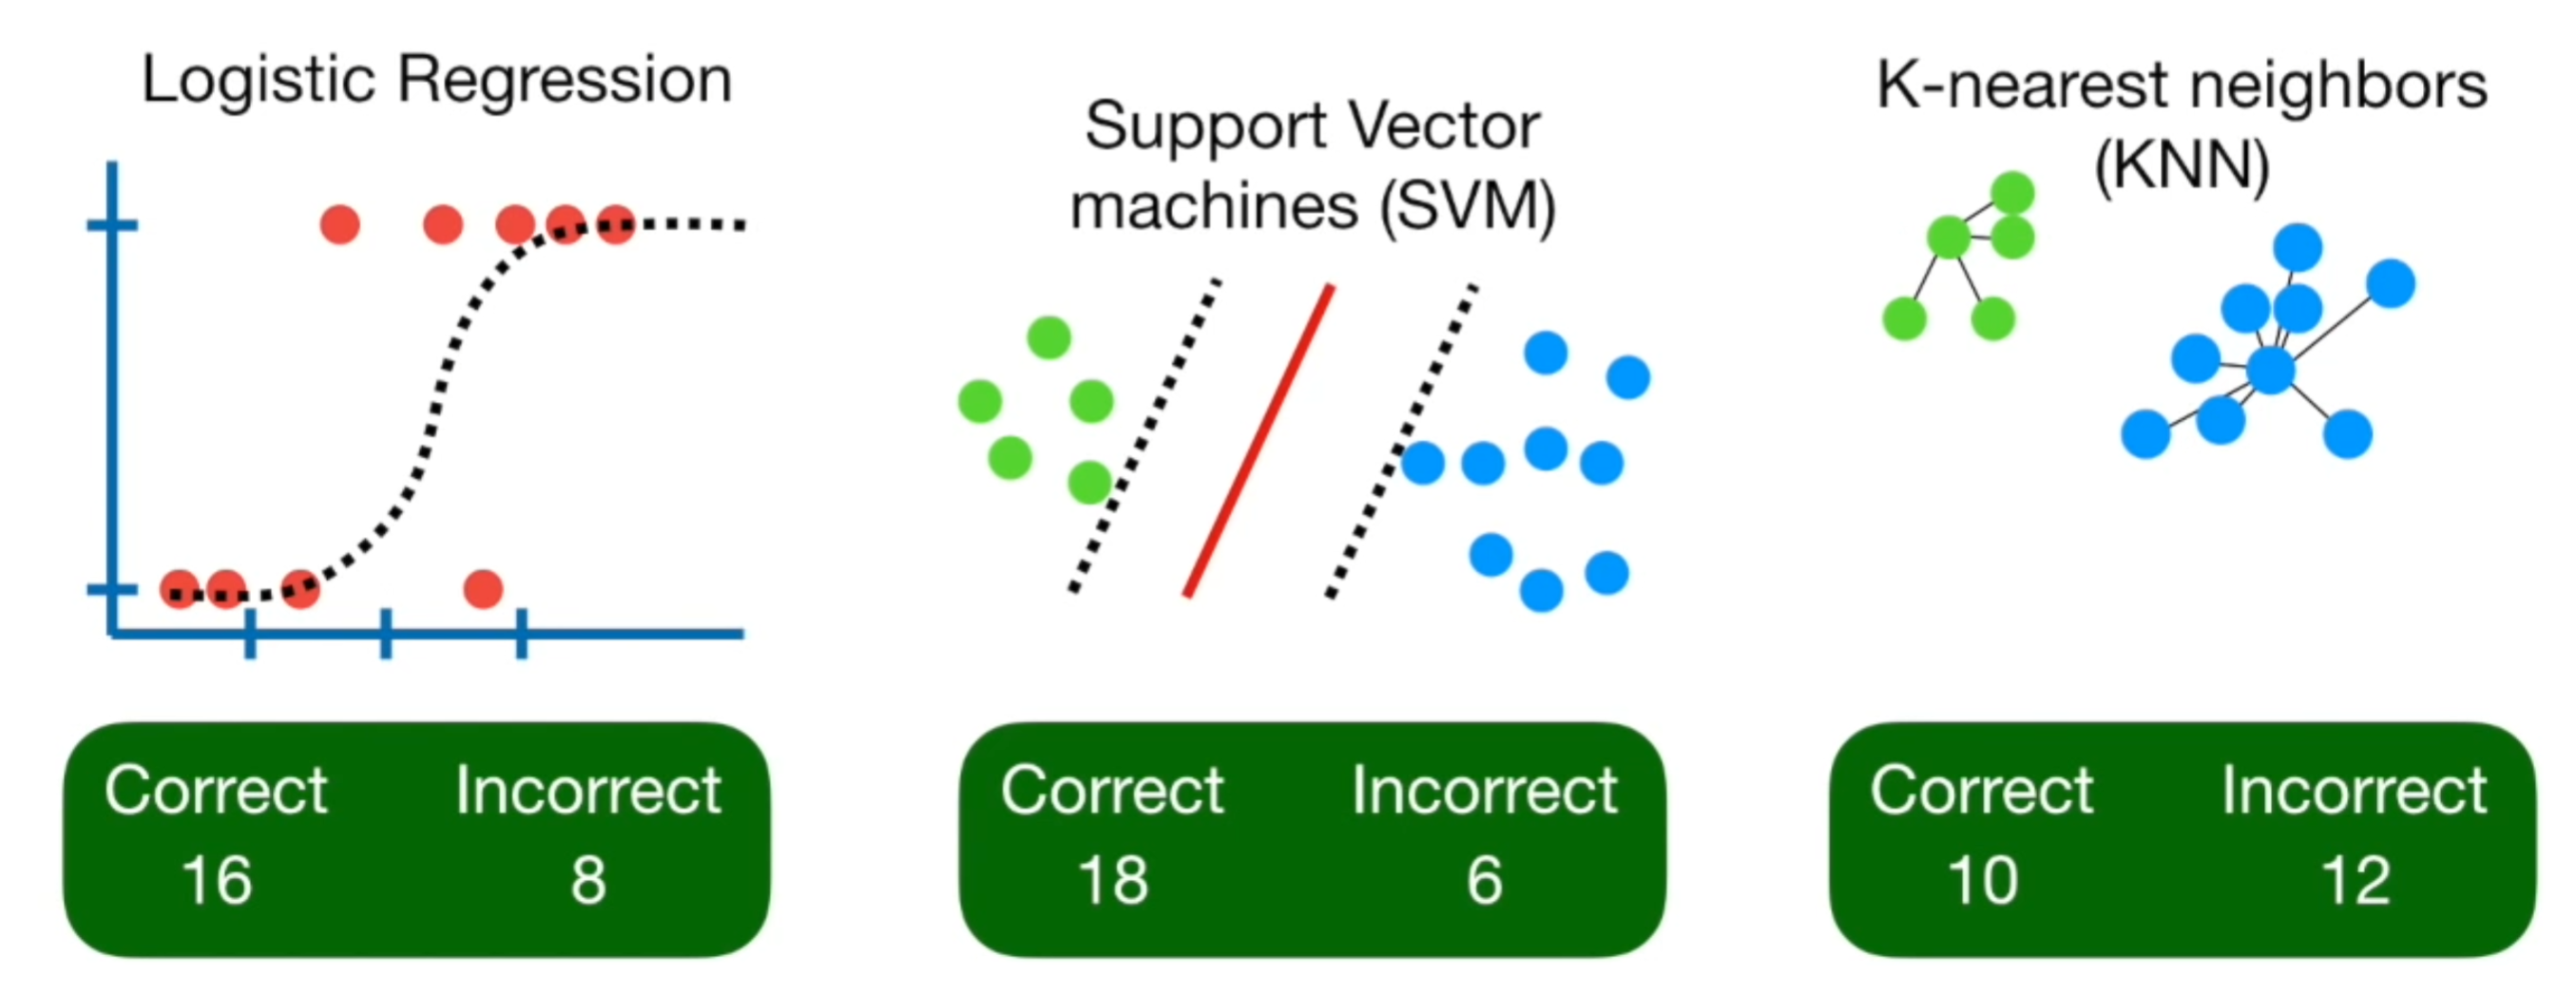 Logistic Regression
Support Vector
machines (SVM)
K-nearest neighbors
(KNN)
Correct Incorrect
16 8
Correct Incorrect
18 6
Correct Incorrect
10 12